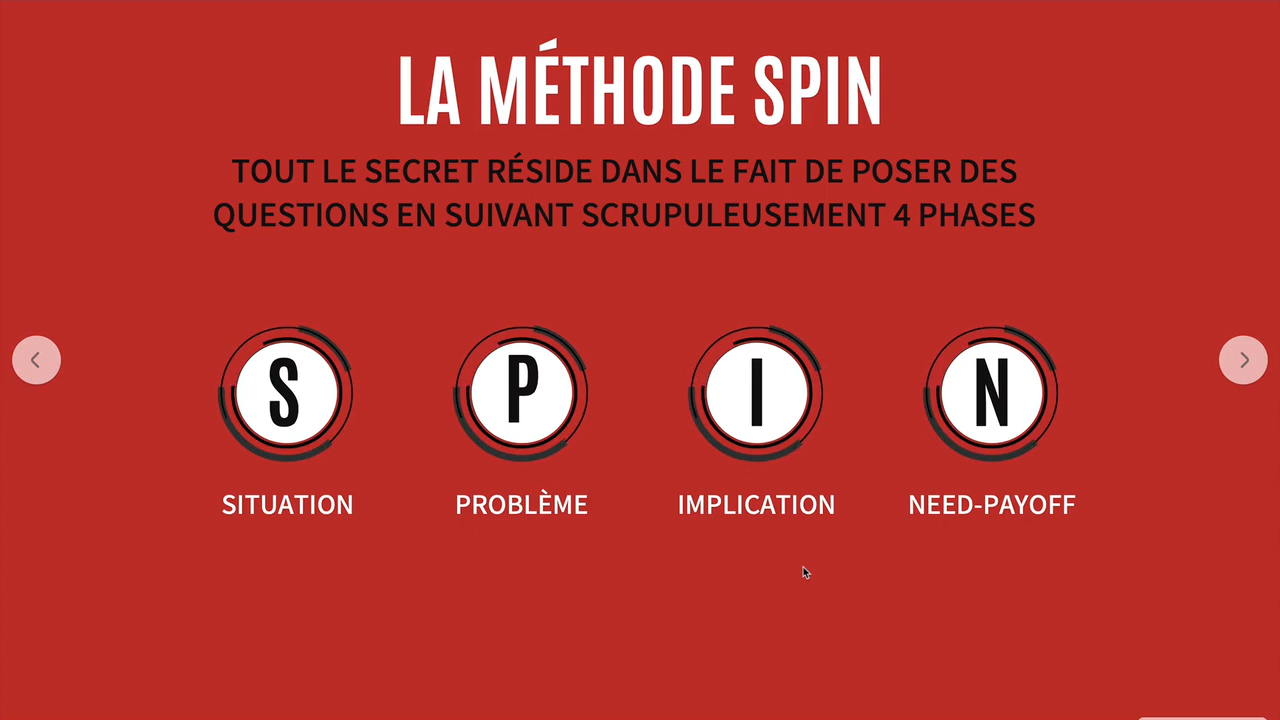 LA MÉTHODE SPIN
TOUT LE SECRET RÉSIDE DANS LE FAIT DE POSER DES
QUESTIONS EN SUIVANT SCRUPULEUSEMENT 4 PHASES
S P I N
SITUATION PROBLÈME IMPLICATION NEED-PAYOFF